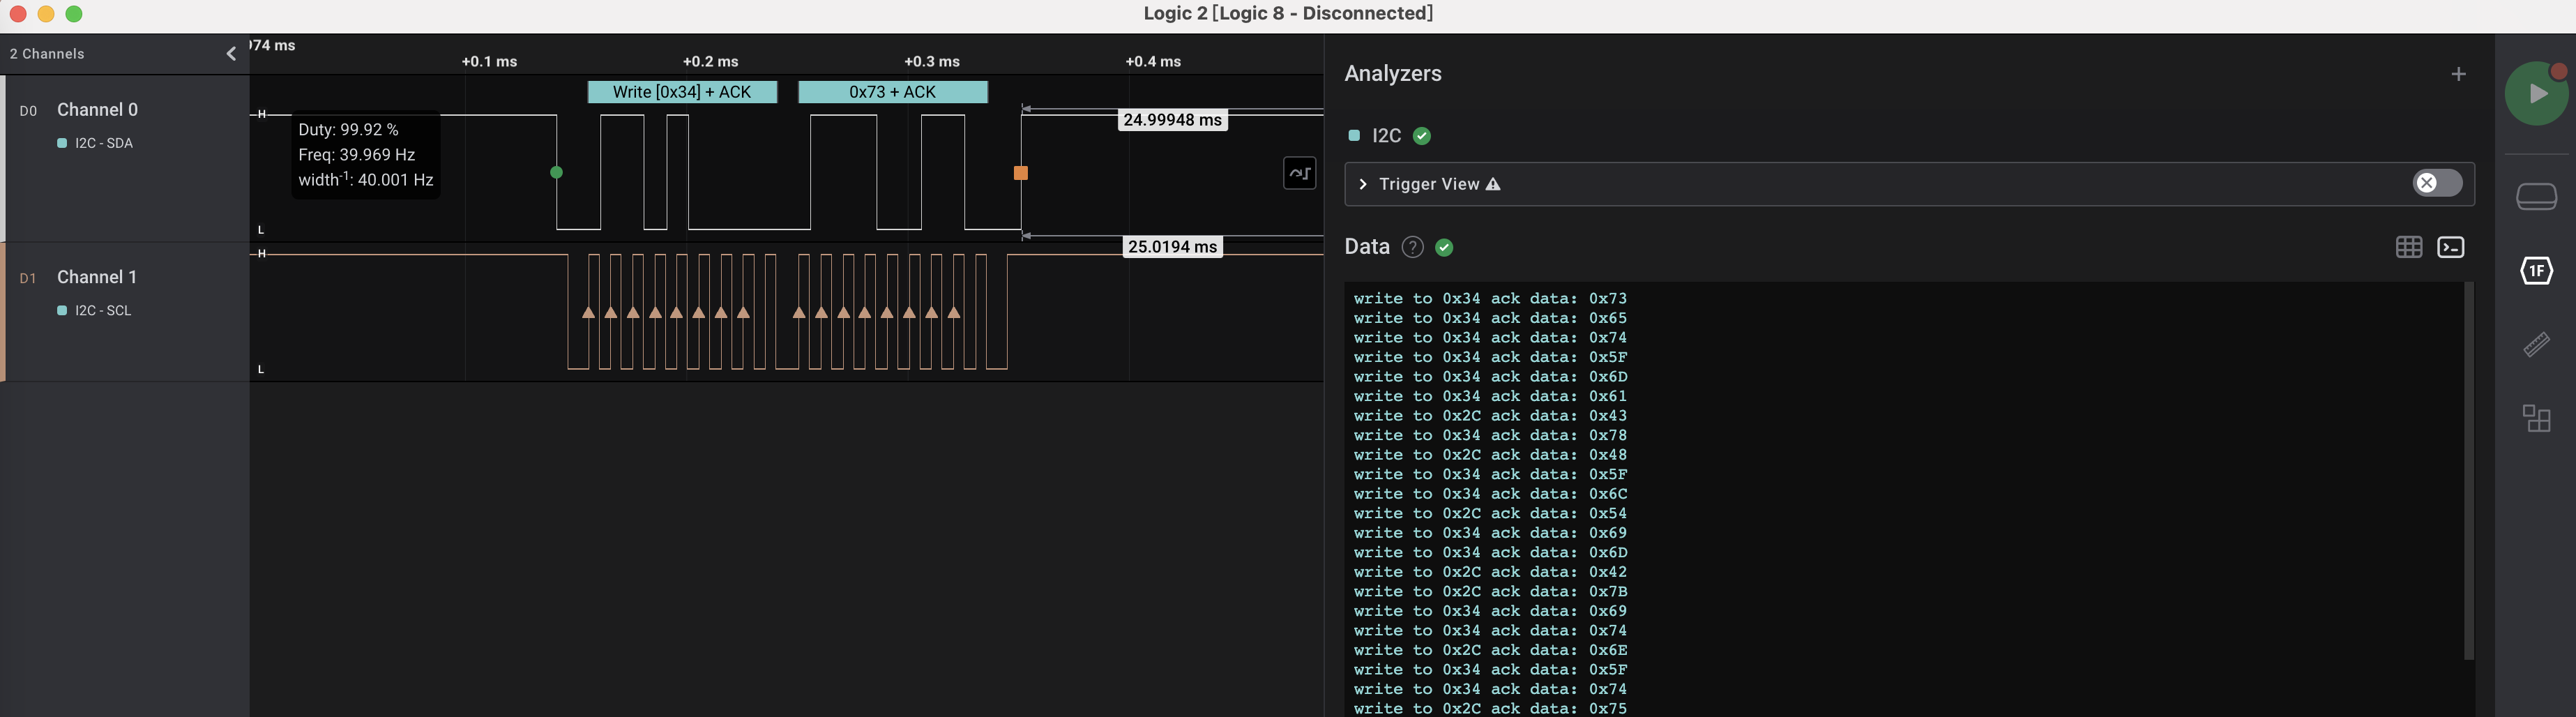 Logic 2 [Logic 8 - Disconnected]
2 Channels
74 ms
+0.1 ms
+0.2 ms
+0.3 ms
+0.4 ms
D0
Channel 0
I2C - SDA
H
L
Write [0x34] + ACK
0x73 + ACK
Duty: 99.92 %
Freq: 39.969 Hz
width-1: 40.001 Hz
24.99948 ms
25.0194 ms
D1
Channel 1
I2C - SCL
H
L
Analyzers
I2C
Trigger View
Data
write to 0x34 ack data: 0x73
write to 0x34 ack data: 0x65
write to 0x34 ack data: 0x74
write to 0x34 ack data: 0x5F
write to 0x34 ack data: 0x6D
write to 0x34 ack data: 0x61
write to 0x2C ack data: 0x43
write to 0x34 ack data: 0x78
write to 0x2C ack data: 0x48
write to 0x34 ack data: 0x5F
write to 0x34 ack data: 0x6C
write to 0x2C ack data: 0x54
write to 0x34 ack data: 0x69
write to 0x34 ack data: 0x6D
write to 0x2C ack data: 0x42
write to 0x2C ack data: 0x7B
write to 0x34 ack data: 0x69
write to 0x34 ack data: 0x74
write to 0x2C ack data: 0x6E
write to 0x34 ack data: 0x5F
write to 0x34 ack data: 0x74
write to 0x2C ack data: 0x75
1F